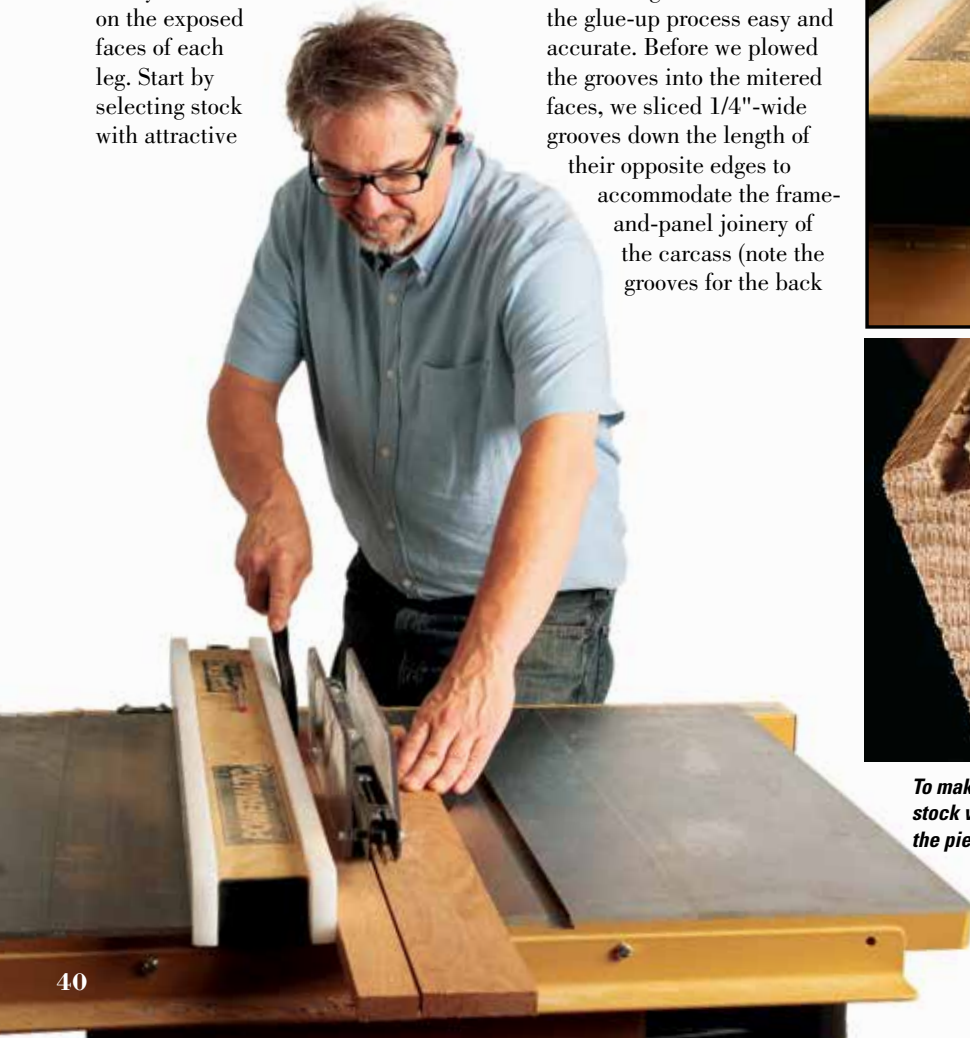 on the exposed
faces of each
leg. Start by
selecting stock
with attractive
the glue-up process easy and
accurate. Before we plowed
the grooves into the mitered
faces, we sliced 1/4"-wide
grooves down the length of
their opposite edges to
accommodate the frame-
and-panel joinery of
the carcass (note the
grooves for the back
POWERMATIC
To mak
stock v
the pie
40